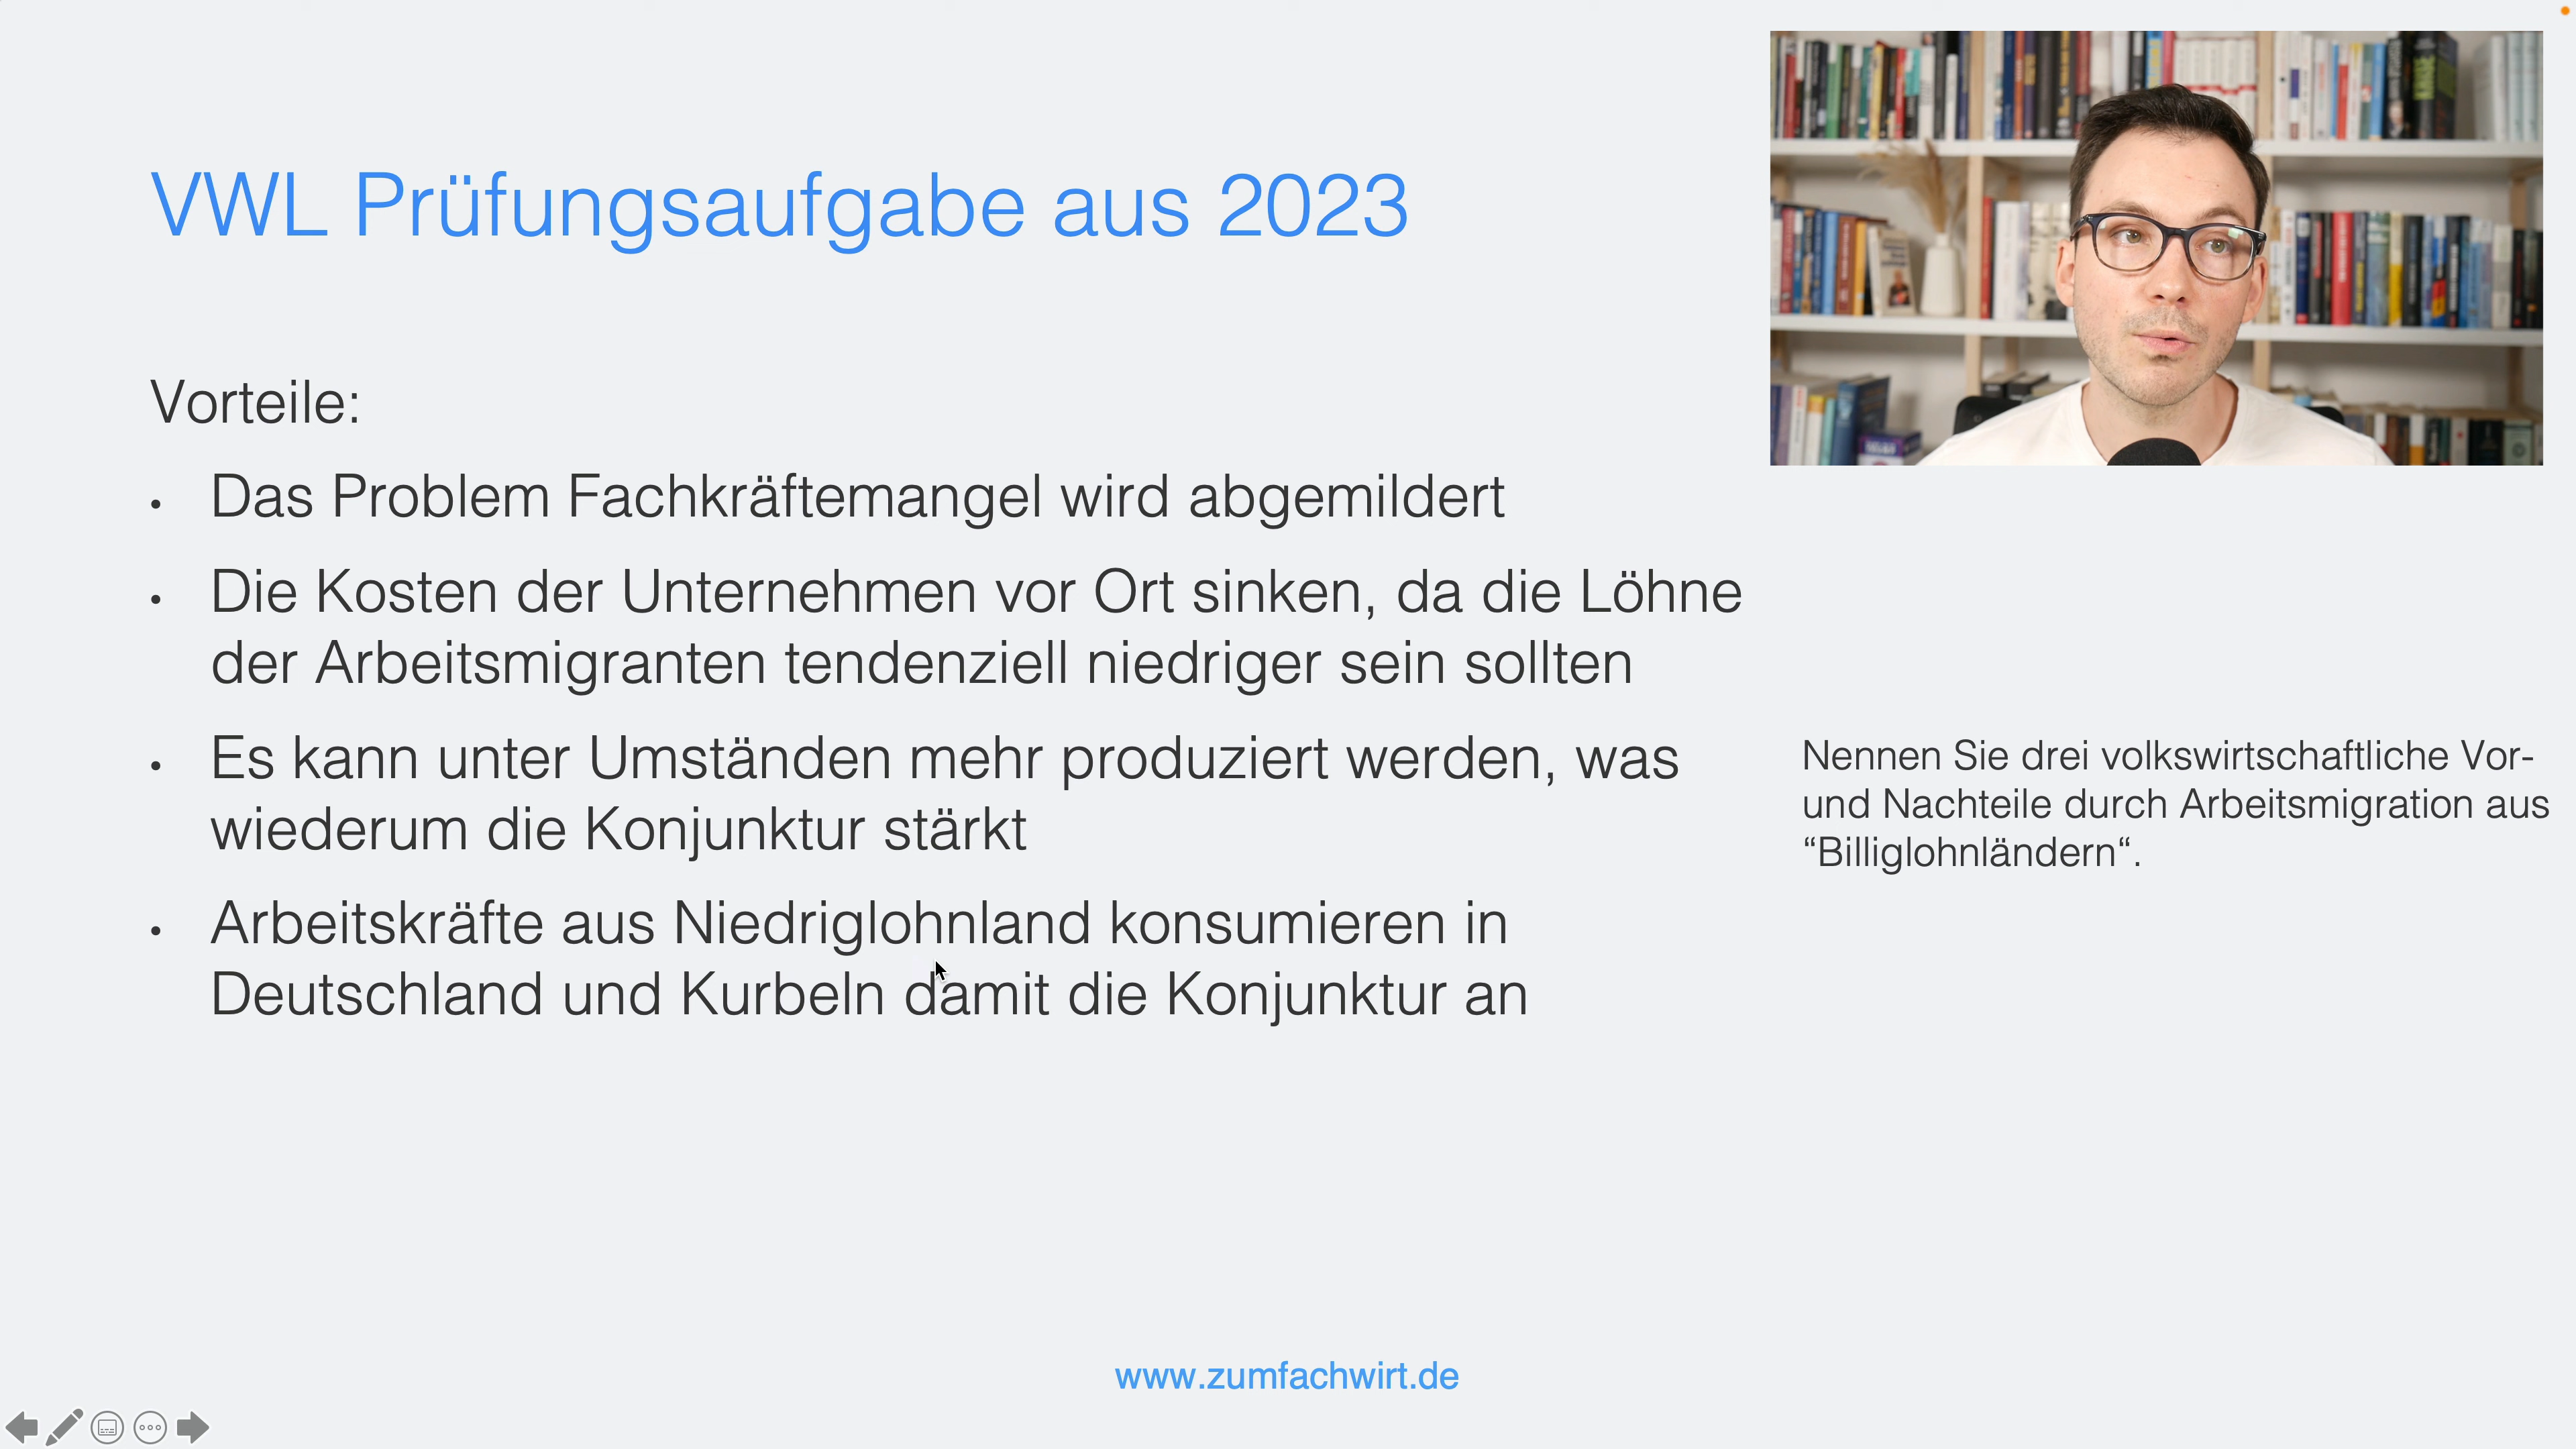 VWL Prüfungsaufgabe aus 2023
Vorteile:
• Das Problem Fachkräftemangel wird abgemildert
• Die Kosten der Unternehmen vor Ort sinken, da die Löhne
der Arbeitsmigranten tendenziell niedriger sein sollten
• Es kann unter Umständen mehr produziert werden, was
wiederum die Konjunktur stärkt
• Arbeitskräfte aus Niedriglohnland konsumieren in
Deutschland und Kurbeln damit die Konjunktur an
Nennen Sie drei volkswirtschaftliche Vor-
und Nachteile durch Arbeitsmigration aus
“Billiglohnländern“.
www.zumfachwirt.de